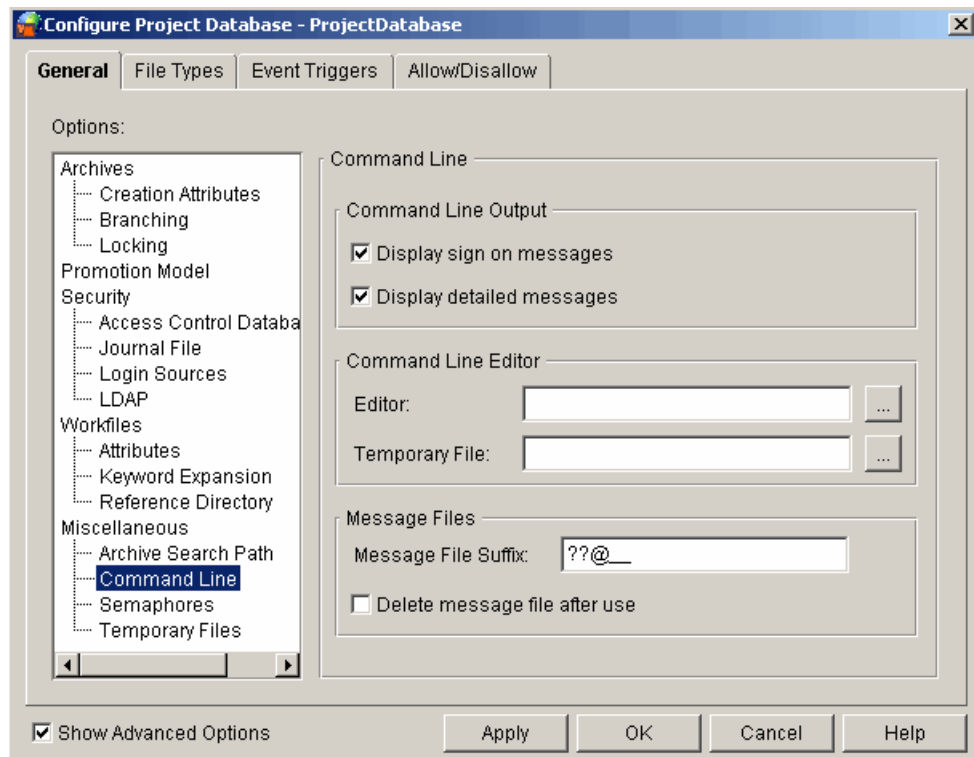 Configure Project Database - ProjectDatabase
General File Types Event Triggers Allow/Disallow
Options:
Archives
Creation Attributes
Branching
Locking
Promotion Model
Security
Access Control Databa
Journal File
Login Sources
LDAP
Workfiles
Attributes
Keyword Expansion
Reference Directory
Miscellaneous
Archive Search Path
Command Line
Semaphores
Temporary Files
Command Line
Command Line Output
Display sign on messages
Display detailed messages
Command Line Editor
Editor: ...
Temporary File: ...
Message Files
Message File Suffix: ??@__
Delete message file after use
Show Advanced Options
Apply OK Cancel Help